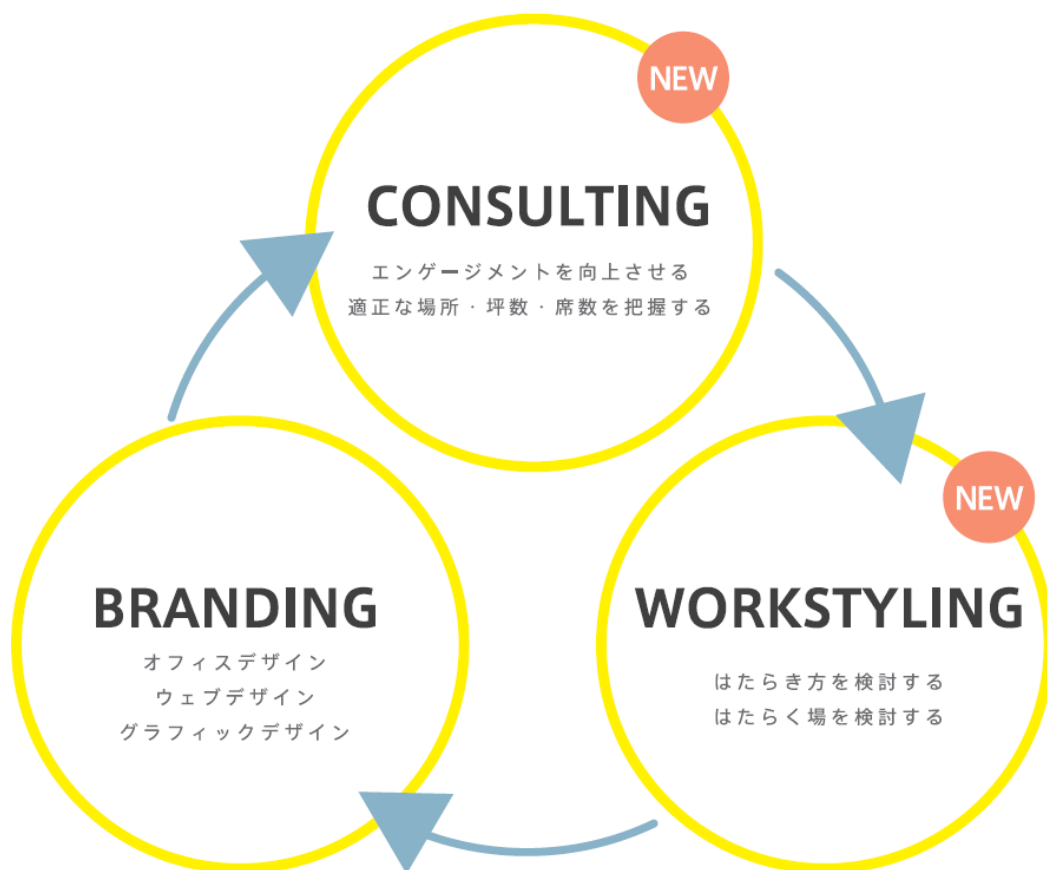 NEW
CONSULTING
エンゲージメントを向上させる
適正な場所・坪数・席数を把握する
NEW
WORKSTYLING
はたらき方を検討する
はたらく場を検討する
BRANDING
オフィスデザイン
ウェブデザイン
グラフィックデザイン